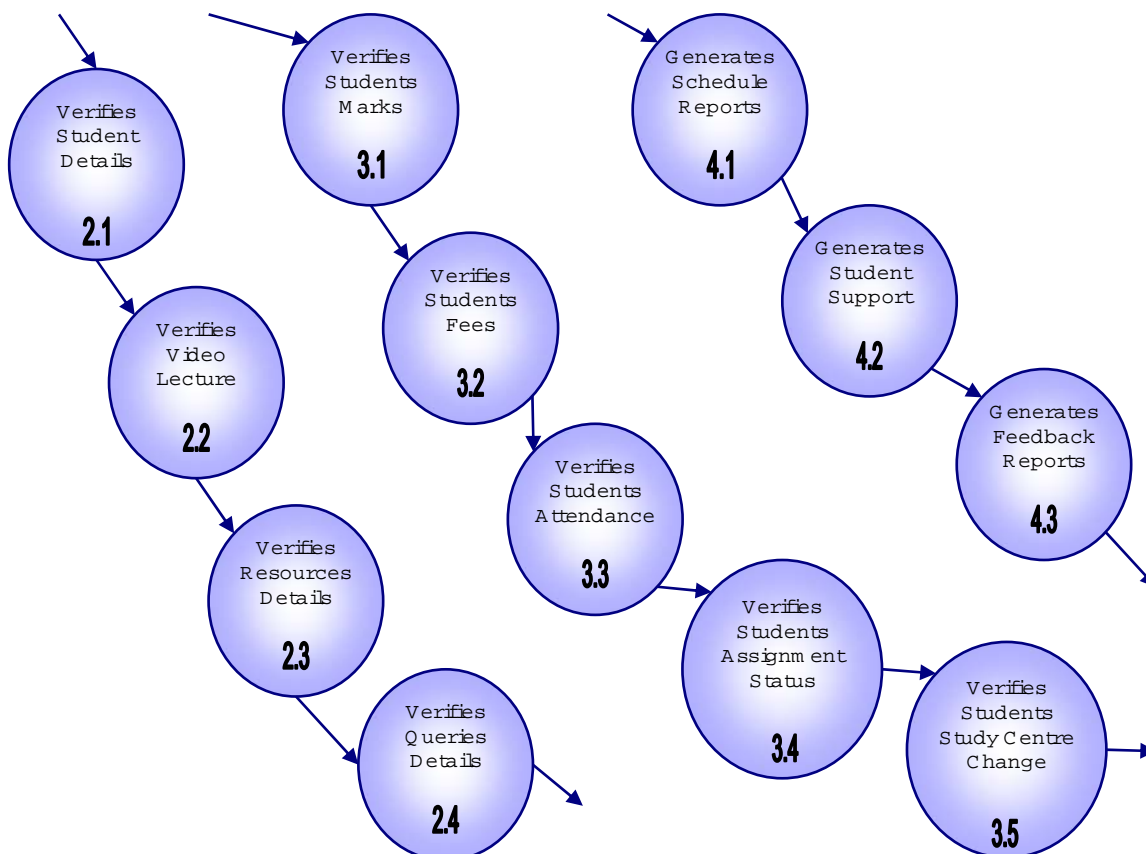 Verifies
Student
Details
2.1
Verifies
Video
Lecture
2.2
Verifies
Resources
Details
2.3
Verifies
Queries
Details
2.4
Verifies
Students
Marks
3.1
Verifies
Students
Fees
3.2
Verifies
Students
Attendance
3.3
Verifies
Students
Assignment
Status
3.4
Verifies
Students
Study Centre
Change
3.5
Generates
Schedule
Reports
4.1
Generates
Student
Support
4.2
Generates
Feedback
Reports
4.3